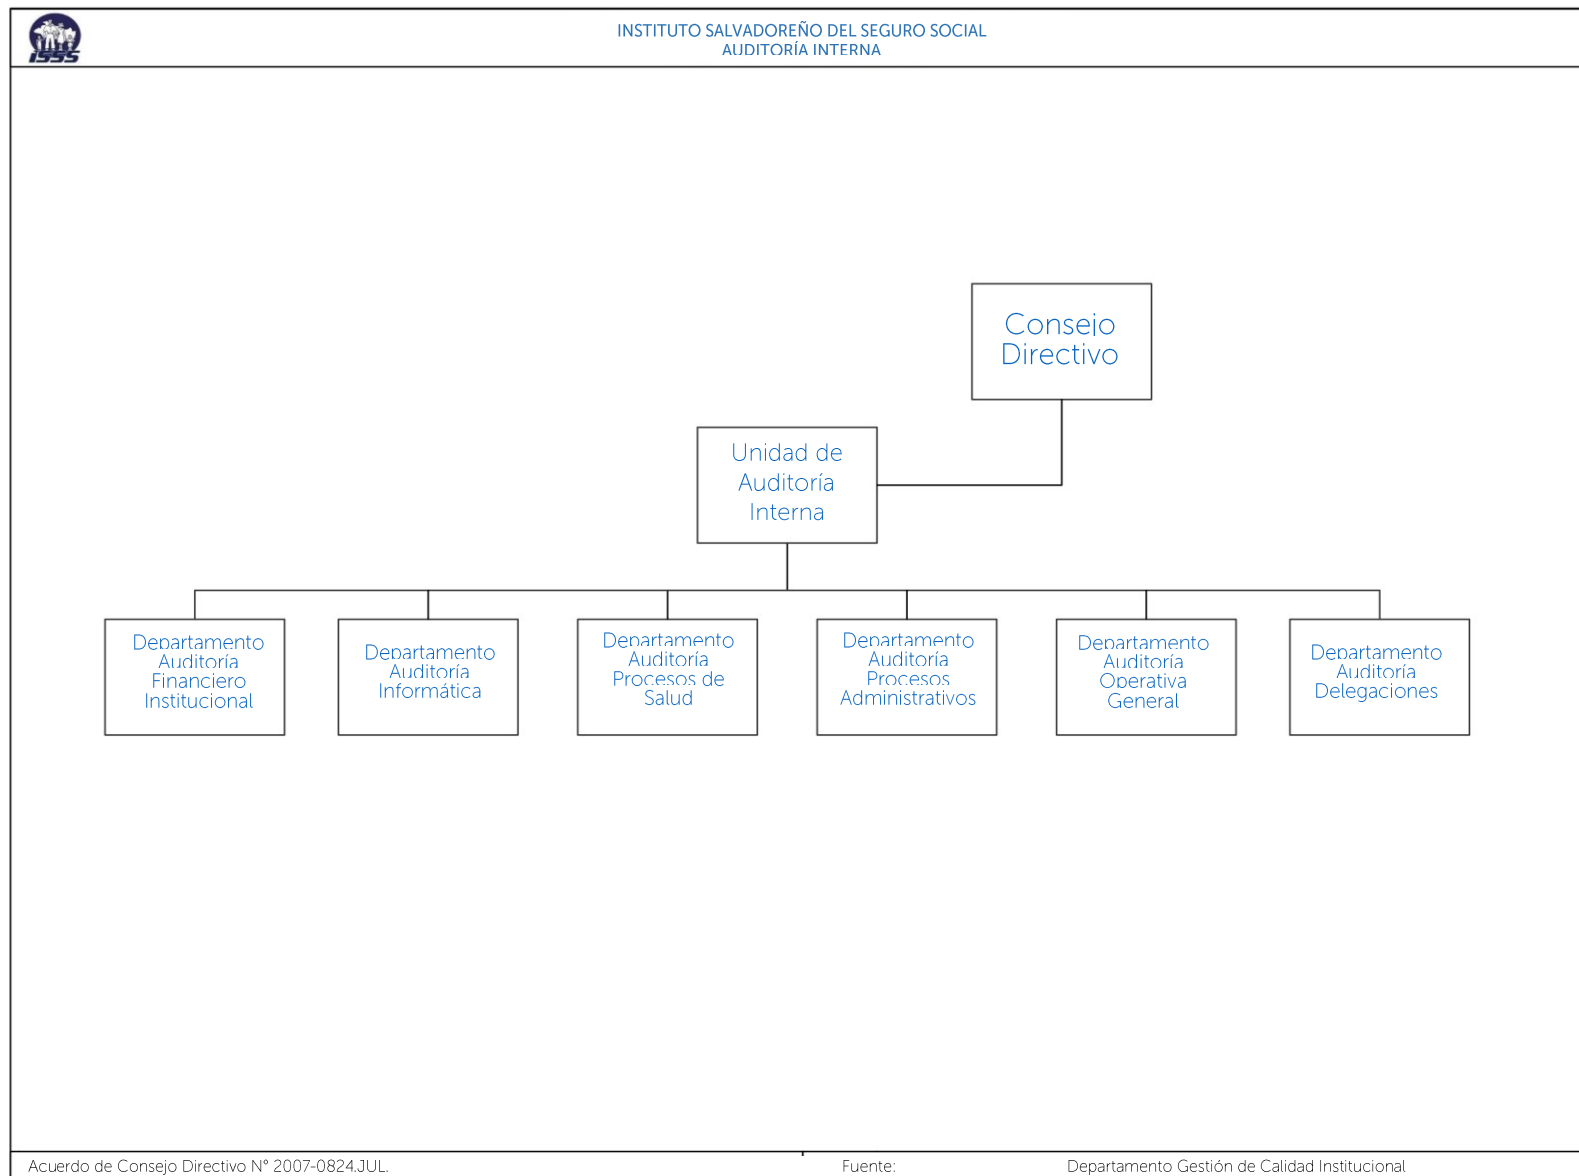 ISSS
INSTITUTO SALVADOREÑO DEL SEGURO SOCIAL
AUDITORÍA INTERNA
Consejo
Directivo
Unidad de
Auditoría
Interna
Departamento
Auditoría
Financiero
Institucional
Departamento
Auditoría
Informática
Departamento
Auditoría
Procesos de
Salud
Departamento
Auditoría
Procesos
Administrativos
Departamento
Auditoría
Operativa
General
Departamento
Auditoría
Delegaciones
Acuerdo de Consejo Directivo N° 2007-0824.JUL.
Fuente: Departamento Gestión de Calidad Institucional